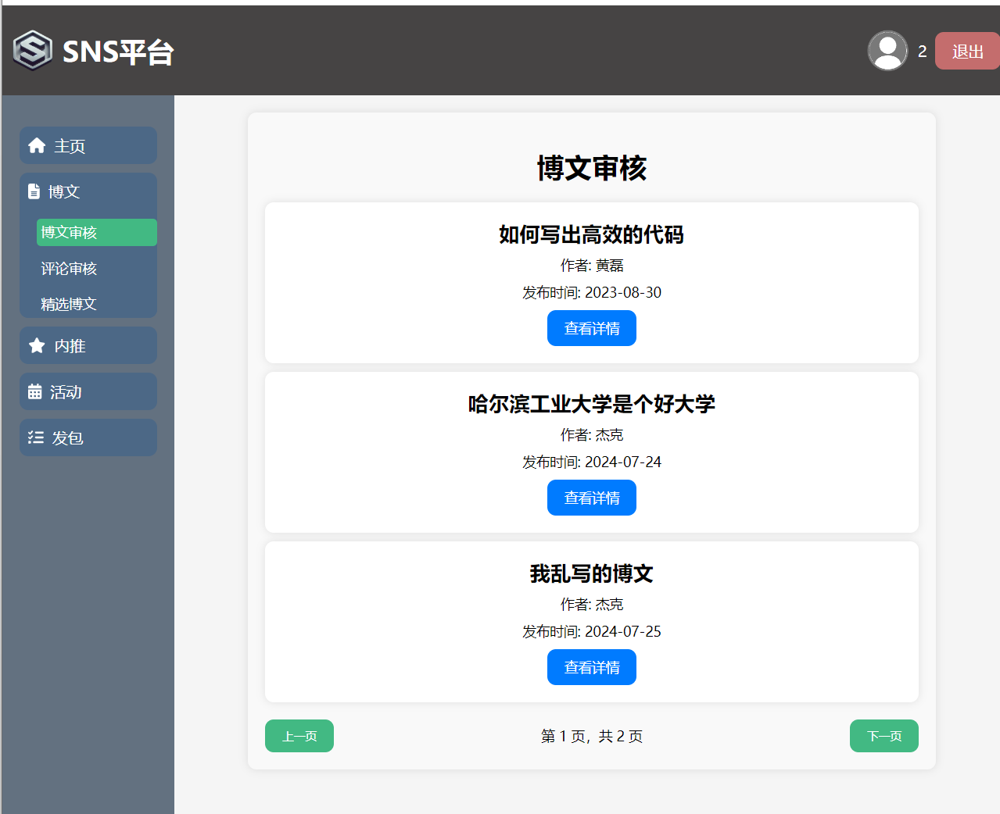 SNS平台
2
退出
主页
博文
博文审核
评论审核
精选博文
内推
活动
发包
博文审核
如何写出高效的代码
作者: 黄磊
发布时间: 2023-08-30
查看详情
哈尔滨工业大学是个好大学
作者: 杰克
发布时间: 2024-07-24
查看详情
我乱写的博文
作者: 杰克
发布时间: 2024-07-25
查看详情
上一页
第 1 页，共 2 页
下一页